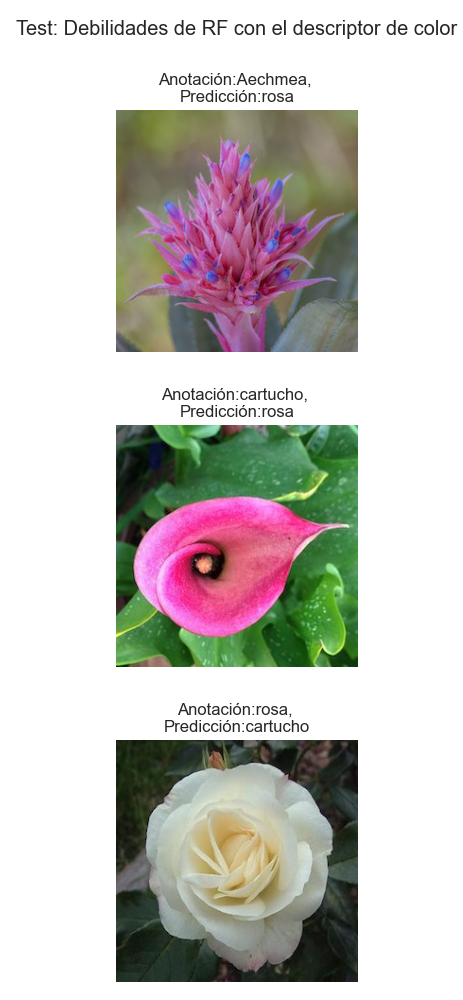 Test: Debilidades de RF con el descriptor de color
Anotación:Aechmea,
Predicción:rosa
Anotación:cartucho,
Predicción:rosa
Anotación:rosa,
Predicción:cartucho